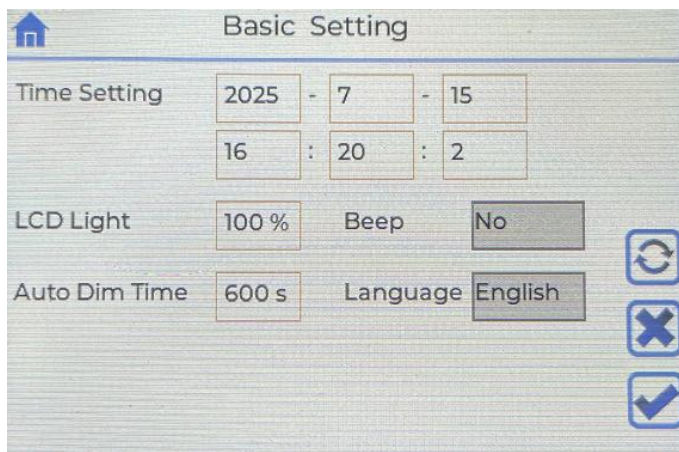 Basic Setting
Time Setting 2025 - 7 - 15
16 : 20 : 2
LCD Light 100 % Beep No
Auto Dim Time 600 s Language English